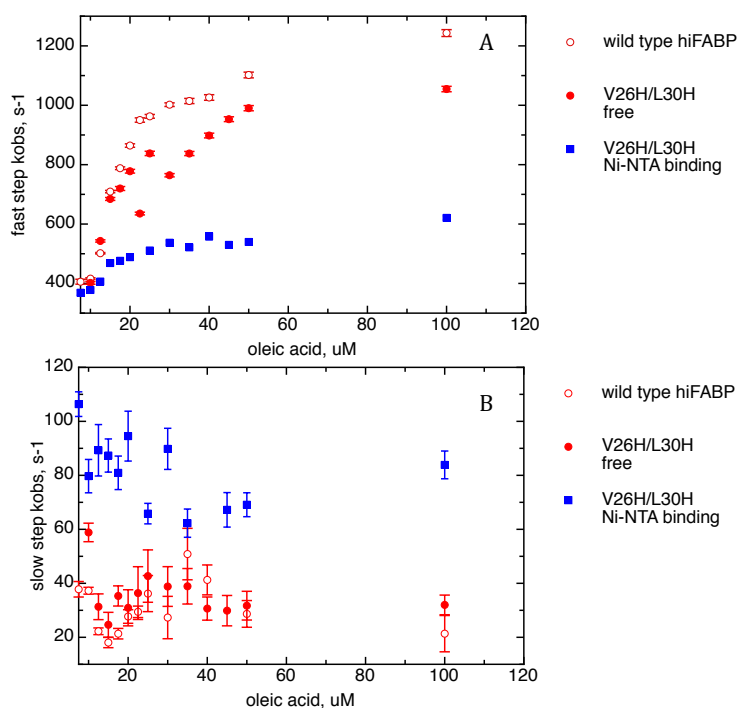 A
1200
1000
800
600
400
fast step kobs, s-1
20
40
60
80
100
120
oleic acid, uM
wild type hiFABP
V26H/L30H
free
V26H/L30H
Ni-NTA binding
B
120
100
80
60
40
20
slow step kobs, s-1
20
40
60
80
100
120
oleic acid, uM
wild type hiFABP
V26H/L30H
free
V26H/L30H
Ni-NTA binding